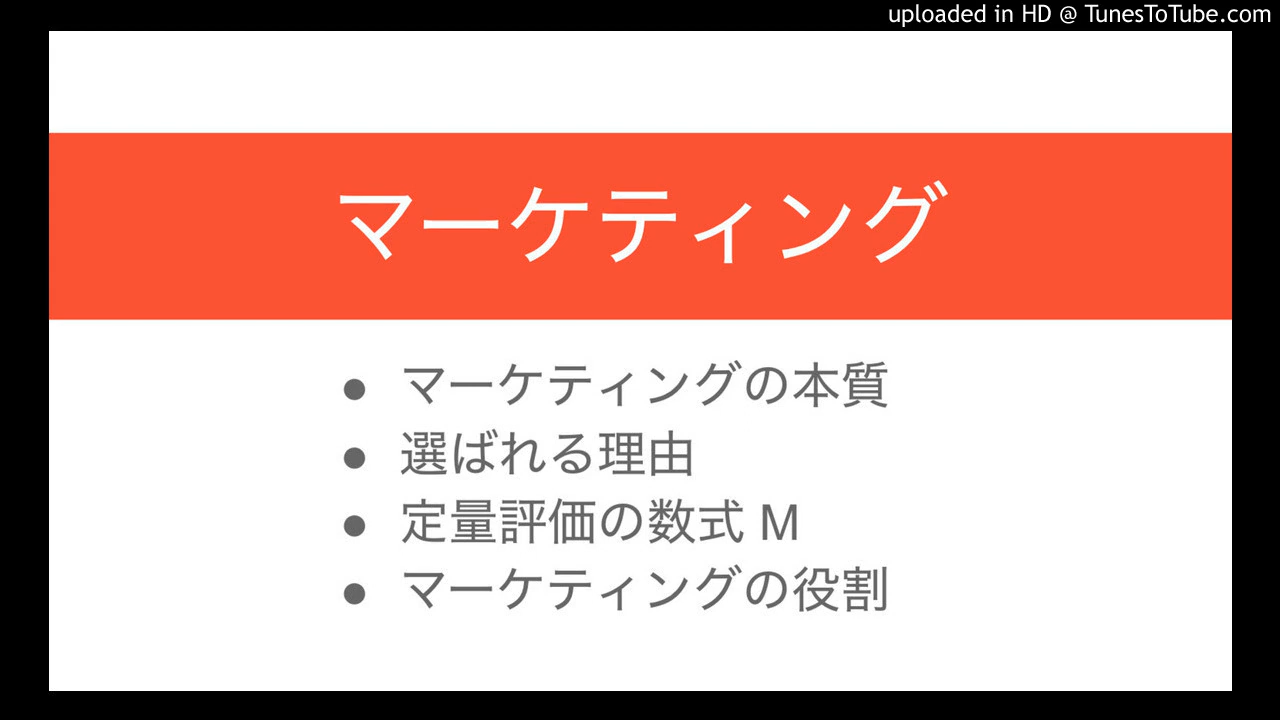 uploaded in HD @ TunesToTube.com
マーケティング
● マーケティングの本質
● 選ばれる理由
● 定量評価の数式 M
● マーケティングの役割